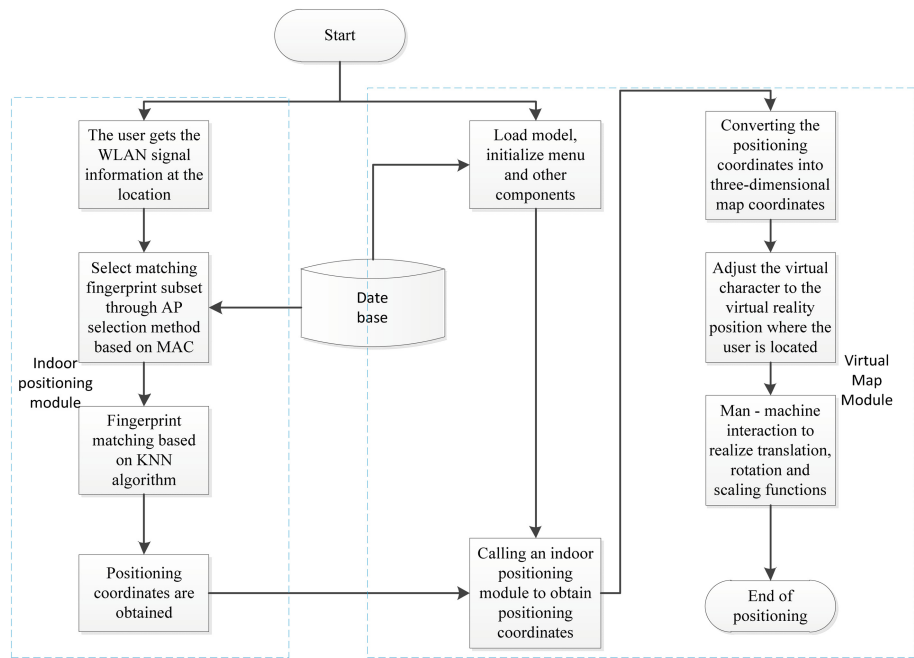 Start
The user gets the
WLAN signal
information at the
location
Select matching
fingerprint subset
through AP
selection method
based on MAC
Indoor
positioning
module
Fingerprint
matching based
on KNN
algorithm
Positioning
coordinates are
obtained
Load model,
initialize menu
and other
components
Date
base
Calling an indoor
positioning
module to obtain
positioning
coordinates
Converting the
positioning
coordinates into
three-dimensional
map coordinates
Adjust the virtual
character to the
virtual reality
position where the
user is located
Virtual
Map
Module
Man - machine
interaction to
realize translation,
rotation and
scaling functions
End of
positioning